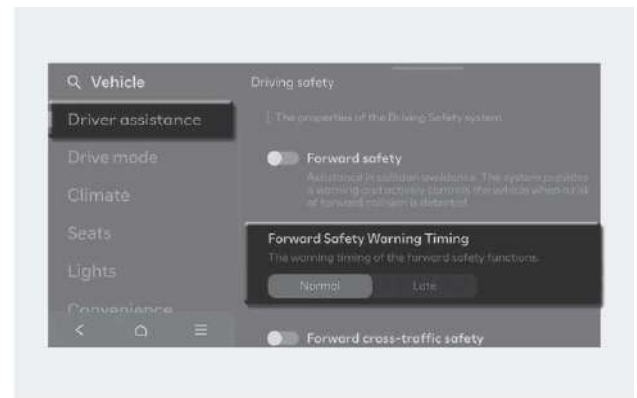 Vehicle
Driver assistance
Drive mode
Climate
Seats
Lights
Convenience
Driving safety
The properties of the Driving Safety system
Forward safety
Assistance in collision avoidance. The system provides
a warning and actively controls the vehicle when a risk
of forward collision is detected.
Forward Safety Warning Timing
The warning timing of the forward safety functions.
Normal
Late
Forward cross-traffic safety